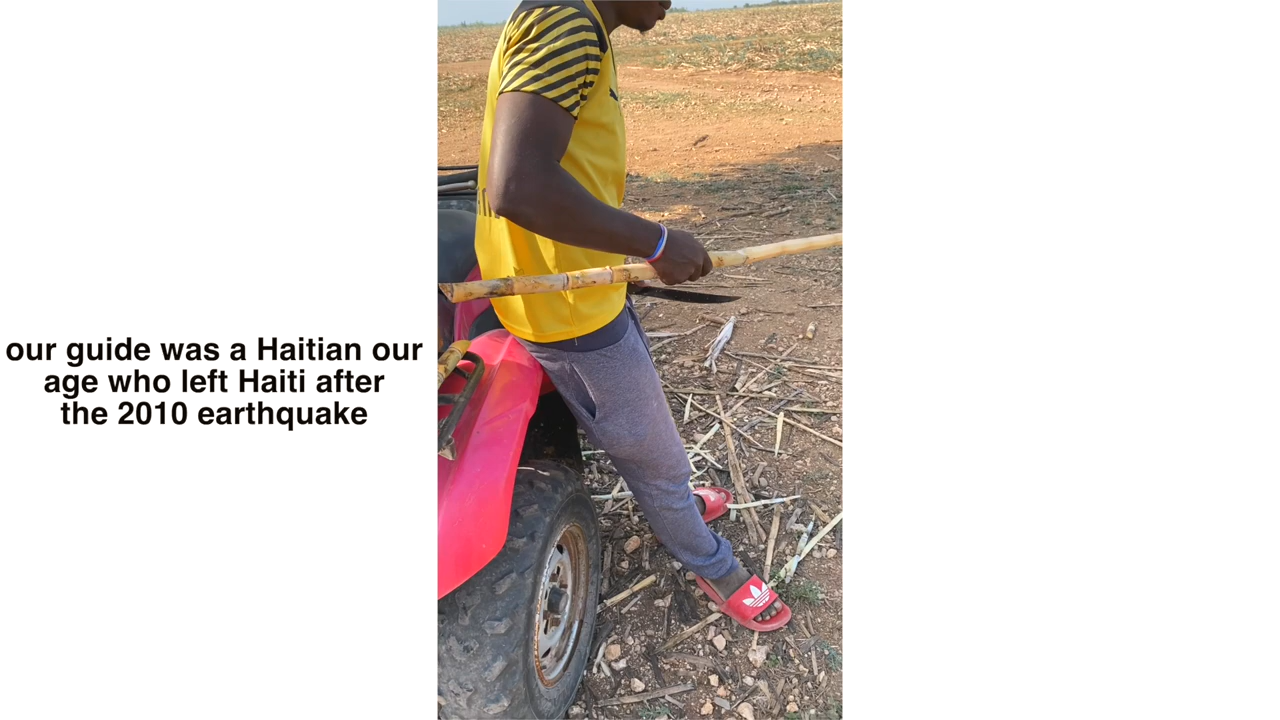 our guide was a Haitian our
age who left Haiti after
the 2010 earthquake